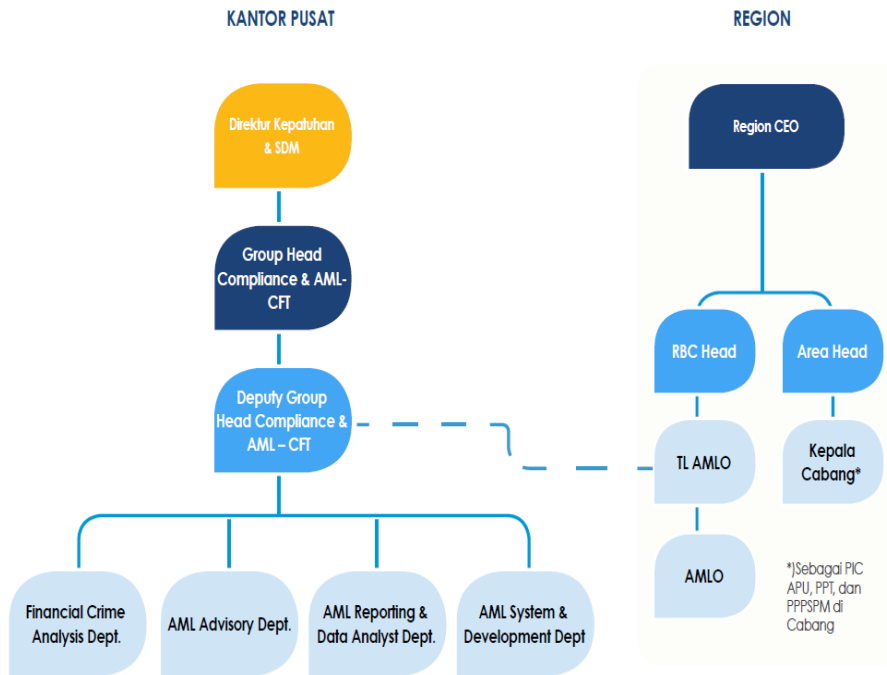 KANTOR PUSAT
Direktur Kepatuhan
& SDM
Group Head
Compliance & AML-
CFT
Deputy Group
Head Compliance &
AML – CFT
Financial Crime
Analysis Dept.
AML Advisory Dept.
AML Reporting &
Data Analyst Dept.
AML System &
Development Dept
REGION
Region CEO
RBC Head
Area Head
TL AMLO
Kepala
Cabang*
AMLO
*)Sebagai PIC
APU, PPT, dan
PPPSPM di
Cabang